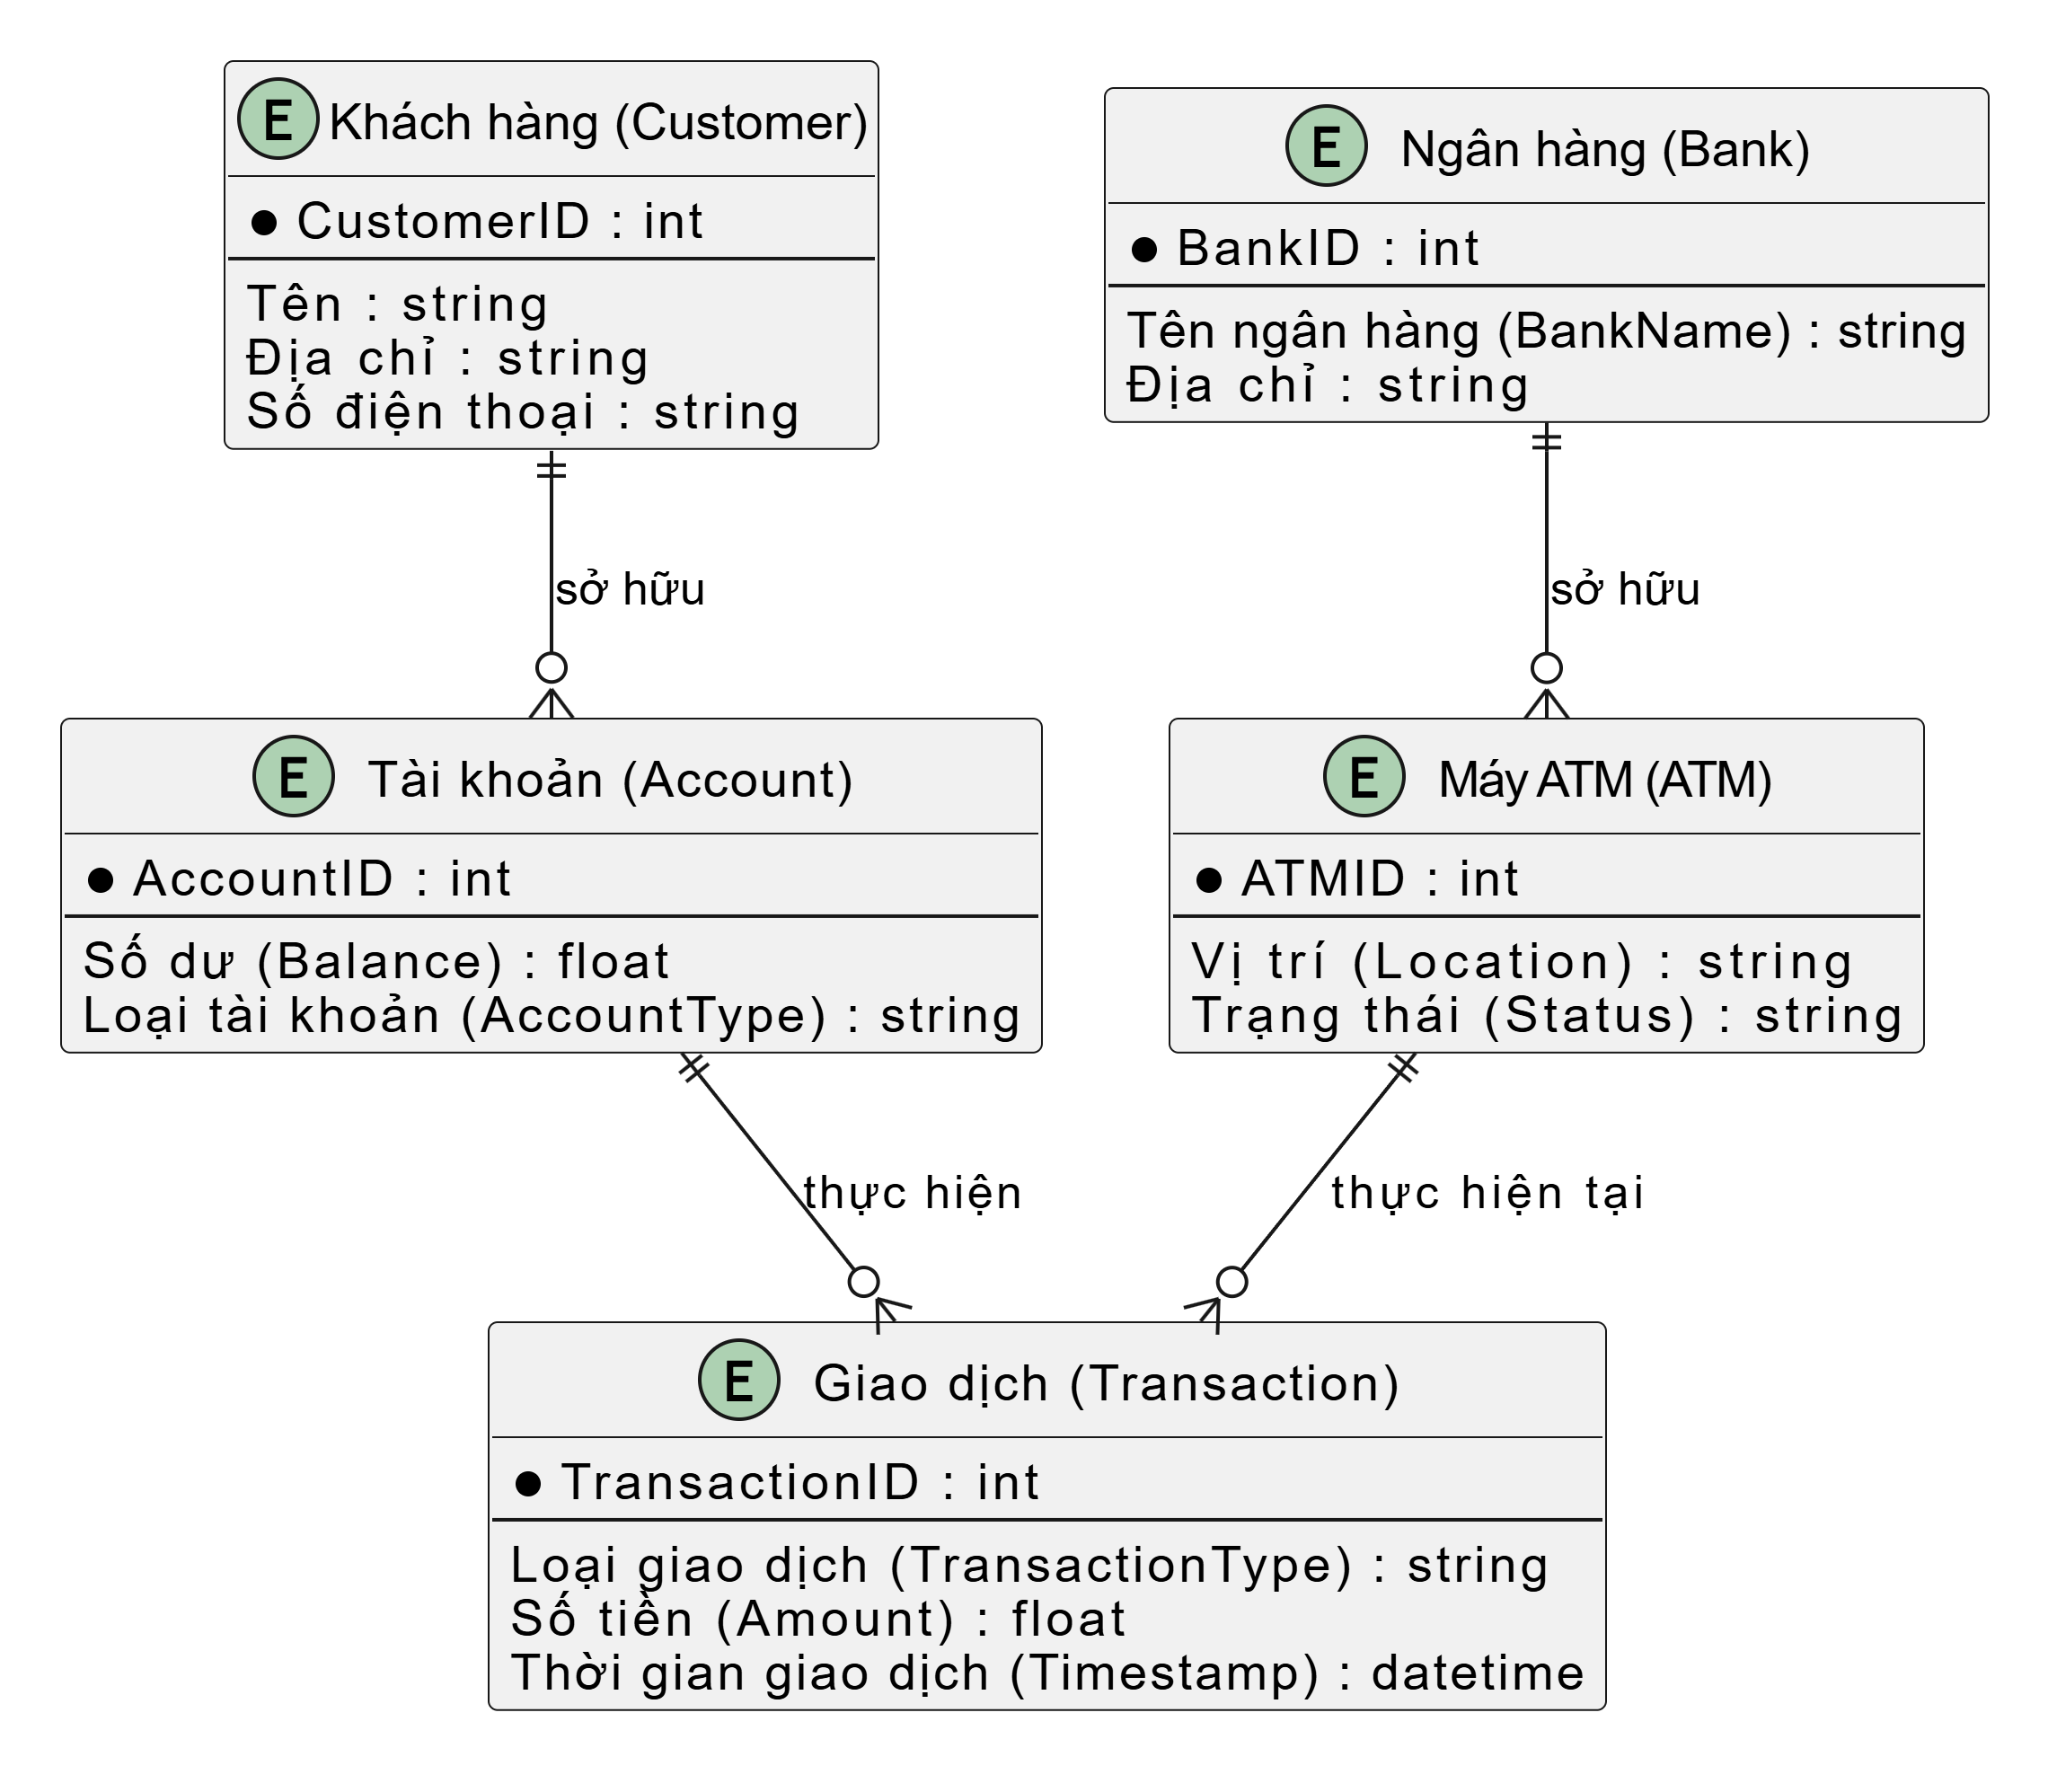 E Khách hàng (Customer)
● CustomerID : int
Tên : string
Địa chỉ : string
Số điện thoại : string
E Ngân hàng (Bank)
● BankID : int
Tên ngân hàng (BankName) : string
Địa chỉ : string
sở hữu
sở hữu
E Tài khoản (Account)
● AccountID : int
Số dư (Balance) : float
Loại tài khoản (AccountType) : string
E Máy ATM (ATM)
● ATMID : int
Vị trí (Location) : string
Trạng thái (Status) : string
thực hiện
thực hiện tại
E Giao dịch (Transaction)
● TransactionID : int
Loại giao dịch (TransactionType) : string
Số tiền (Amount) : float
Thời gian giao dịch (Timestamp) : datetime